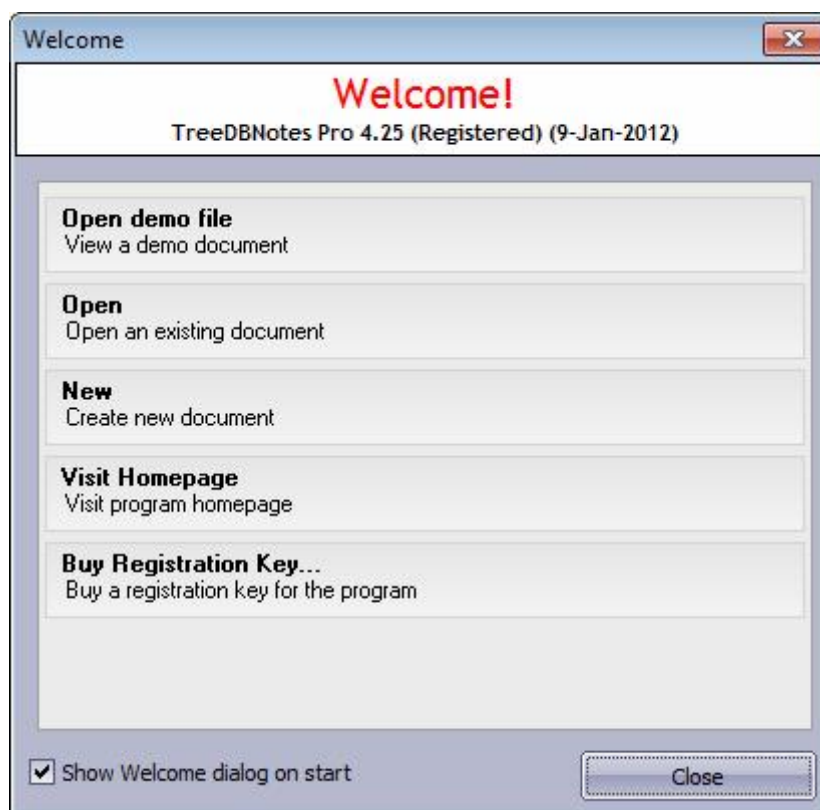 Welcome
Welcome!
TreeDBNotes Pro 4.25 (Registered) (9-Jan-2012)
Open demo file
View a demo document
Open
Open an existing document
New
Create new document
Visit Homepage
Visit program homepage
Buy Registration Key...
Buy a registration key for the program
Show Welcome dialog on start
Close